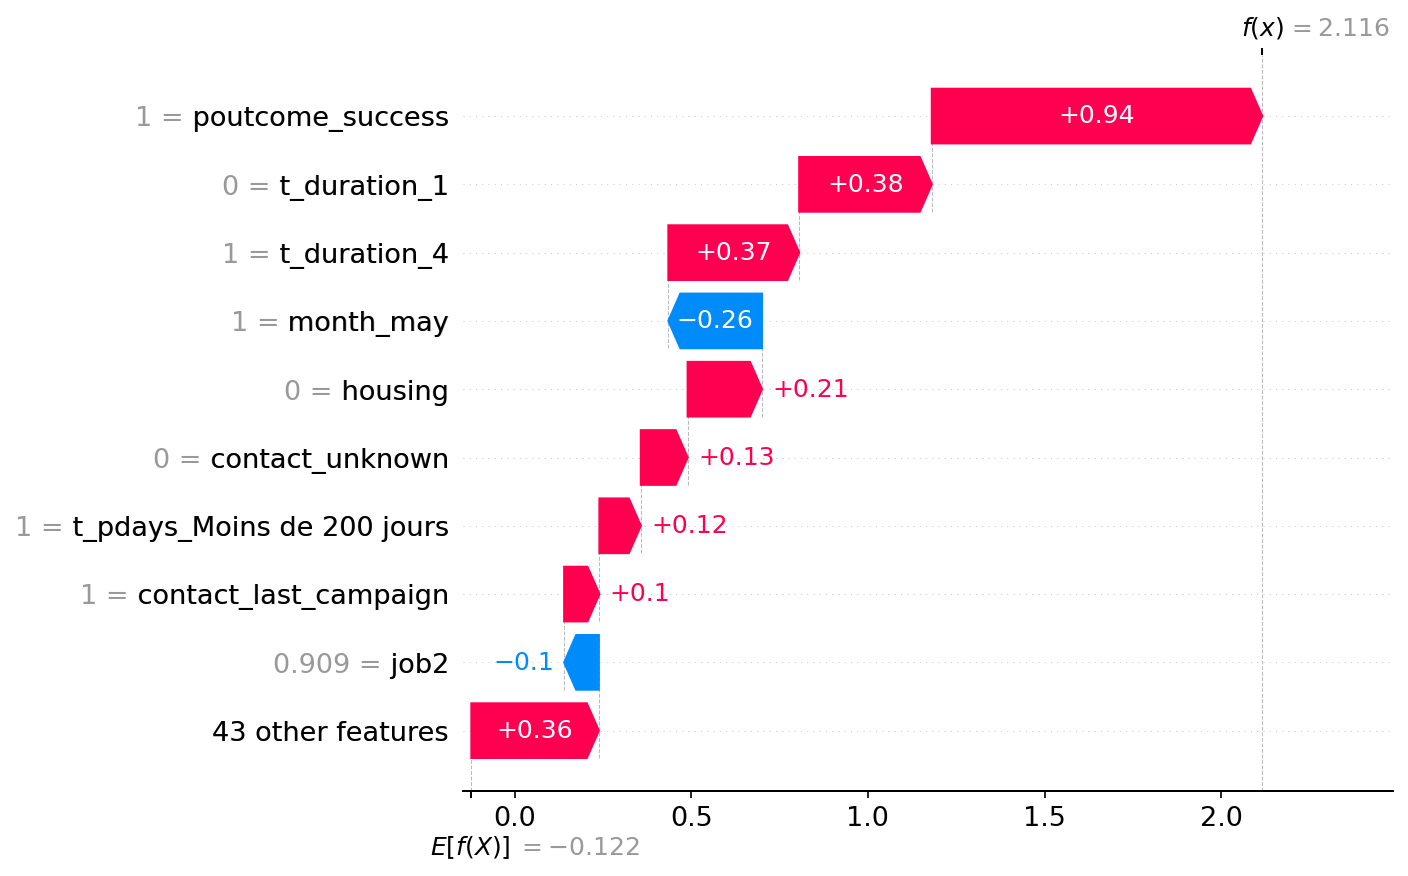 f(x) = 2.116
1 = poutcome_success +0.94
0 = t_duration_1 +0.38
1 = t_duration_4 +0.37
1 = month_may −0.26
0 = housing +0.21
0 = contact_unknown +0.13
1 = t_pdays_Moins de 200 jours +0.12
1 = contact_last_campaign +0.1
0.909 = job2 −0.1
43 other features +0.36
0.0 0.5 1.0 1.5 2.0
E[f(X)] = −0.122